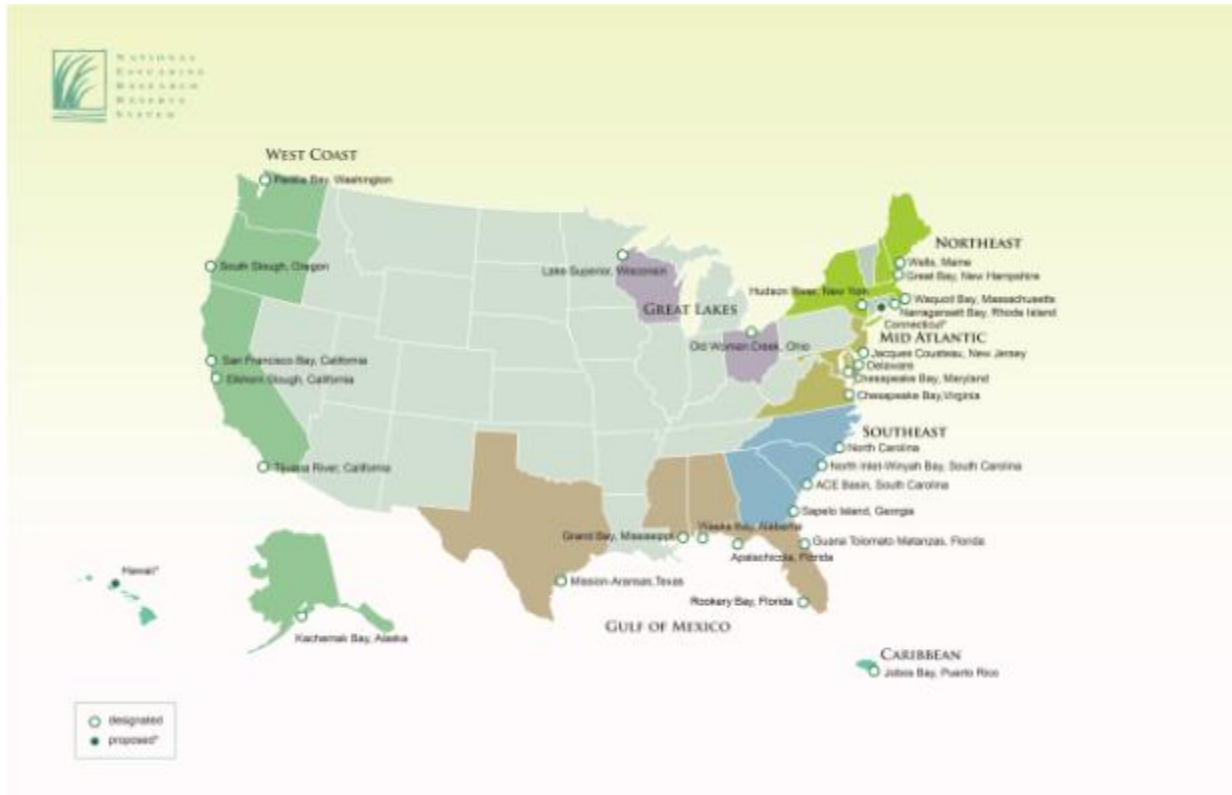 NATIONAL
ESTUARINE
RESEARCH
RESERVE
SYSTEM
WEST COAST
Padilla Bay, Washington
South Slough, Oregon
San Francisco Bay, California
Elkhorn Slough, California
Tijuana River, California
Lake Superior, Wisconsin
GREAT LAKES
Old Woman Creek, Ohio
NORTHEAST
Wells, Maine
Great Bay, New Hampshire
Hudson River, New York
Waquoit Bay, Massachusetts
Narragansett Bay, Rhode Island
Connecticut*
MID ATLANTIC
Jacques Cousteau, New Jersey
Delaware
Chesapeake Bay, Maryland
Chesapeake Bay,Virginia
SOUTHEAST
North Carolina
North Inlet-Winyah Bay, South Carolina
ACE Basin, South Carolina
Sapelo Island, Georgia
Weeks Bay, Alabama
Grand Bay, Mississippi
Guana Tolomato Matanzas, Florida
Apalachicola, Florida
Mission-Aransas,Texas
Rookery Bay, Florida
GULF OF MEXICO
Hawaii*
Kachemak Bay, Alaska
CARIBBEAN
Jobos Bay, Puerto Rico
designated
proposed*